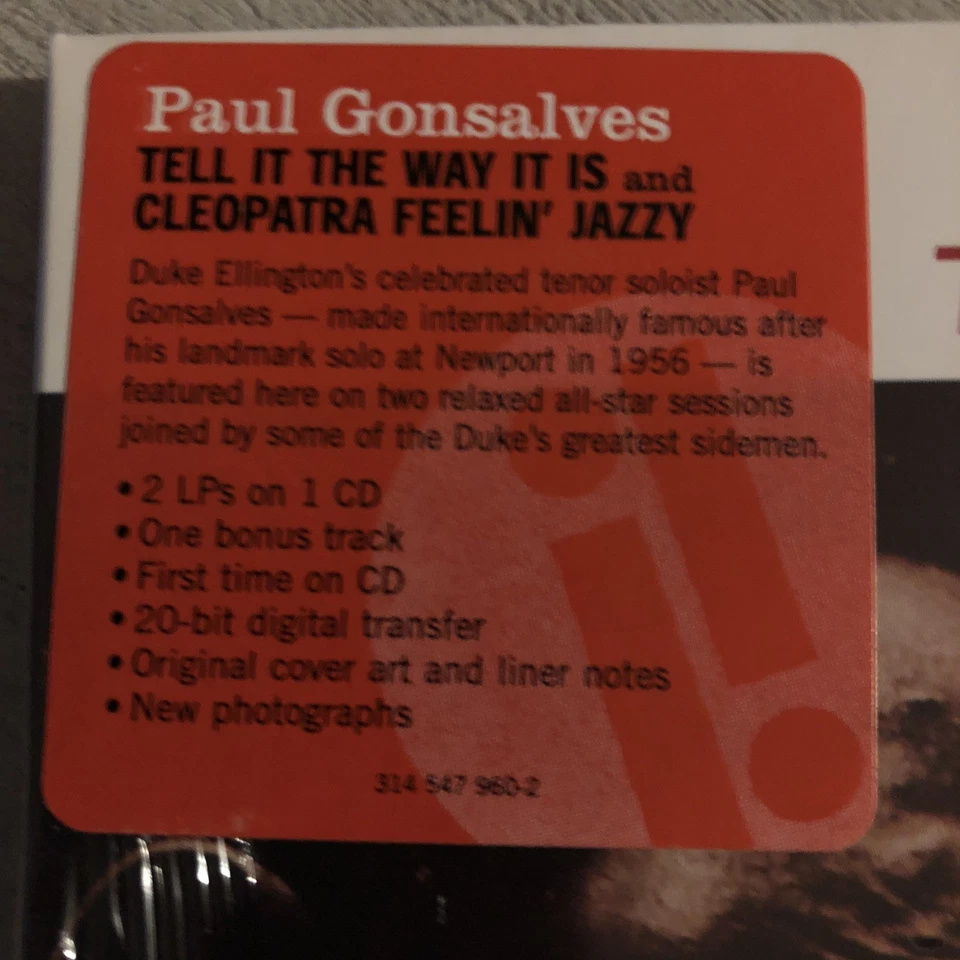 Paul Gonsalves
TELL IT THE WAY IT IS and
CLEOPATRA FEELIN' JAZZY
Duke Ellington's celebrated tenor soloist Paul
Gonsalves — made internationally famous after
his landmark solo at Newport in 1956 — is
featured here on two relaxed all-star sessions
joined by some of the Duke's greatest sidemen.
• 2 LPs on 1 CD
• One bonus track
• First time on CD
• 20-bit digital transfer
• Original cover art and liner notes
• New photographs
314 547 960-2